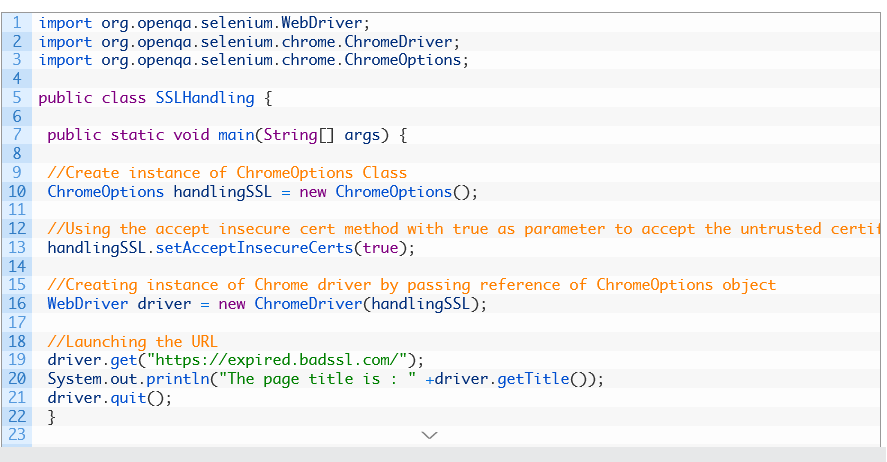 1 import org.openqa.selenium.WebDriver;
2 import org.openqa.selenium.chrome.ChromeDriver;
3 import org.openqa.selenium.chrome.ChromeOptions;
4
5 public class SSLHandling {
6
7 public static void main(String[] args) {
8
9 //Create instance of ChromeOptions Class
10 ChromeOptions handlingSSL = new ChromeOptions();
11
12 //Using the accept insecure cert method with true as parameter to accept the untrusted
13 handlingSSL.setAcceptInsecureCerts(true);
14
15 //Creating instance of Chrome driver by passing reference of ChromeOptions object
16 WebDriver driver = new ChromeDriver(handlingSSL);
17
18 //Launching the URL
19 driver.get("https://expired.badssl.com/");
20 System.out.println("The page title is : " +driver.getTitle());
21 driver.quit();
22 }
23